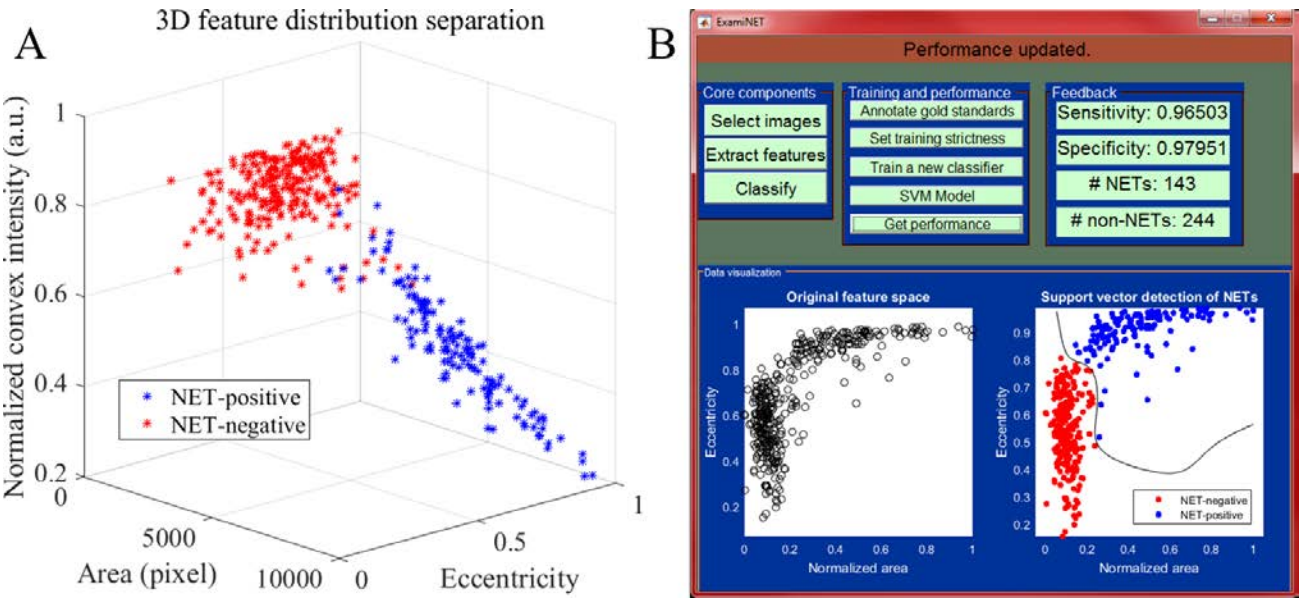 A
3D feature distribution separation
Normalized convex intensity (a.u.)
1
0.8
0.6
0.4
0.2
0
NET-positive
NET-negative
5000
10000
Area (pixel)
0
0.5
1
Eccentricity
B
ExamiNET
Performance updated.
Core components
Select images
Extract features
Classify
Training and performance
Annotate gold standards
Set training strictness
Train a new classifier
SVM Model
Get performance
Feedback
Sensitivity: 0.96503
Specificity: 0.97951
# NETs: 143
# non-NETs: 244
Data visualization
Original feature space
Eccentricity
1
0.8
0.6
0.4
0.2
0
0.2
0.4
0.6
0.8
1
Normalized area
Support vector detection of NETs
Eccentricity
0.9
0.8
0.7
0.6
0.5
0.4
0.3
0.2
NET-negative
NET-positive
0
0.2
0.4
0.6
0.8
1
Normalized area